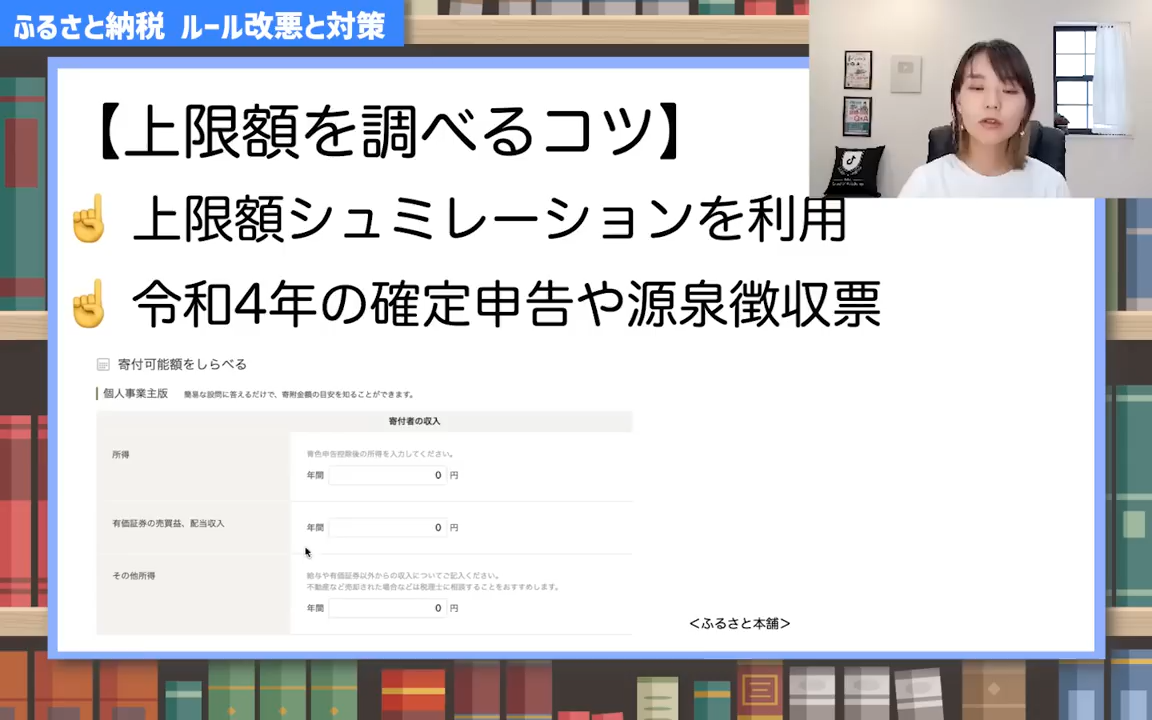 ふるさと納税 ルール改悪と対策
【上限額を調べるコツ】
☝ 上限額シュミレーションを利用
☝ 令和4年の確定申告や源泉徴収票
寄付可能額をしらべる
個人事業主版 簡易な設問に答えるだけで、寄附金額の目安を知ることができます。
寄付者の収入
所得
青色申告控除後の所得を入力してください。
年間 0 円
有価証券の売買益、配当収入
年間 0 円
その他所得
給与や有価証券以外からの収入についてご記入ください。
不動産など売却された場合などは税理士に相談することをおすすめします。
年間 0 円
＜ふるさと本舗＞